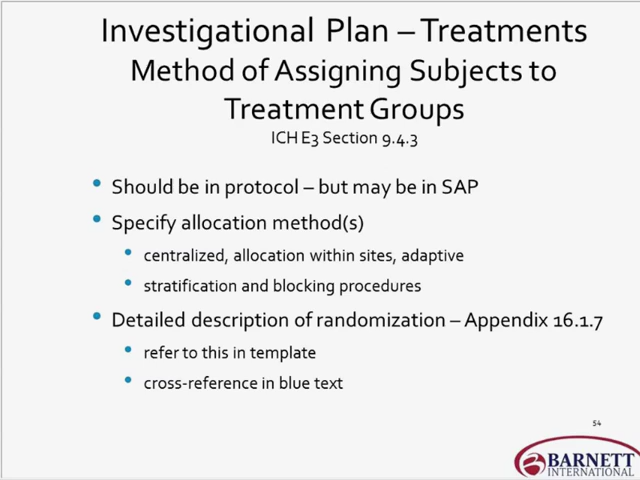 Investigational Plan – Treatments
Method of Assigning Subjects to
Treatment Groups
ICH E3 Section 9.4.3
• Should be in protocol – but may be in SAP
• Specify allocation method(s)
• centralized, allocation within sites, adaptive
• stratification and blocking procedures
• Detailed description of randomization – Appendix 16.1.7
• refer to this in template
• cross-reference in blue text
54
BARNETT
INTERNATIONAL